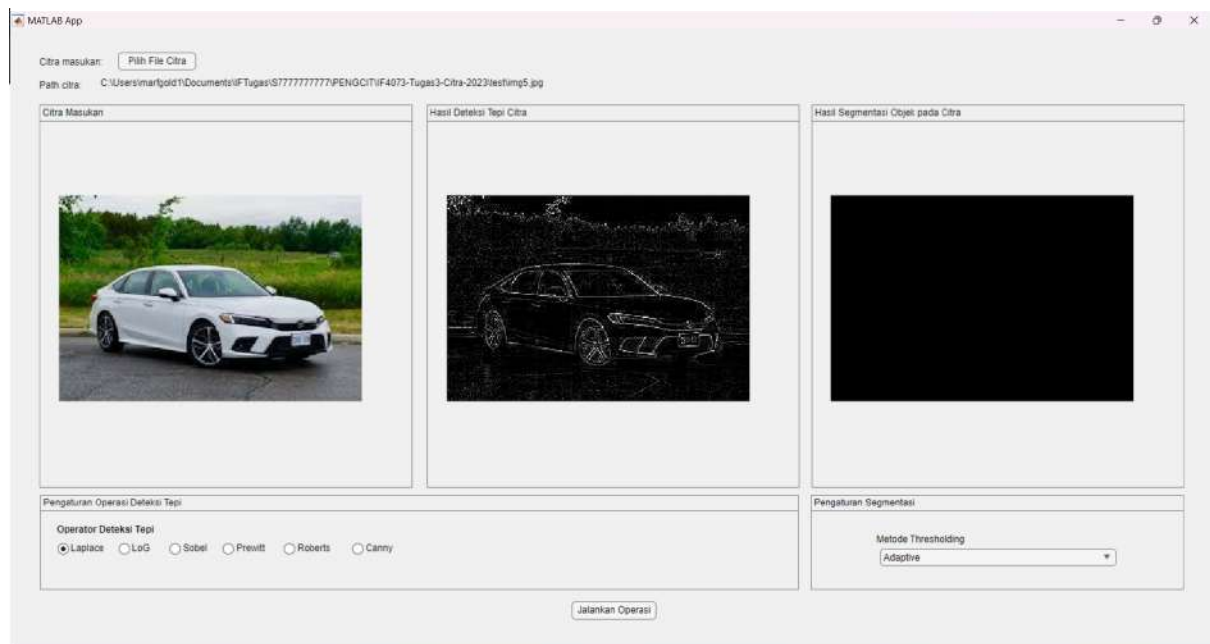 MATLAB App
Citra masukan: Pilih File Citra
Path citra: C:\Users\marfgold1\Documents\IFTugas\S7777777777\PENGCIT\IF4073-Tugas3-Citra-2023\test\img5.jpg
Citra Masukan
Hasil Deteksi Tepi Citra
Hasil Segmentasi Objek pada Citra
Pengaturan Operasi Deteksi Tepi
Operator Deteksi Tepi
Laplace LoG Sobel Prewitt Roberts Canny
Pengaturan Segmentasi
Metode Thresholding
Adaptive
Jalankan Operasi